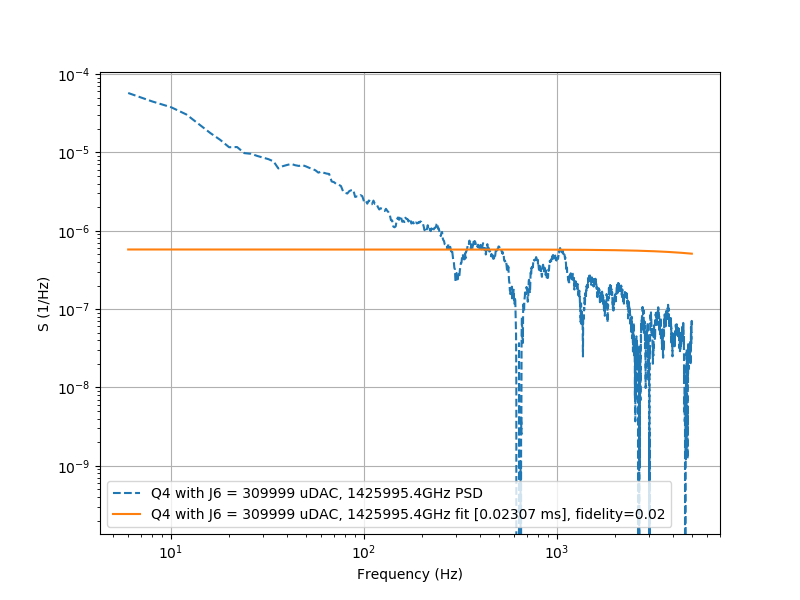 10⁻⁴
10⁻⁵
10⁻⁶
10⁻⁷
10⁻⁸
10⁻⁹
S (1/Hz)
Q4 with J6 = 309999 uDAC, 1425995.4GHz PSD
Q4 with J6 = 309999 uDAC, 1425995.4GHz fit [0.02307 ms], fidelity=0.02
10¹ 10² 10³
Frequency (Hz)